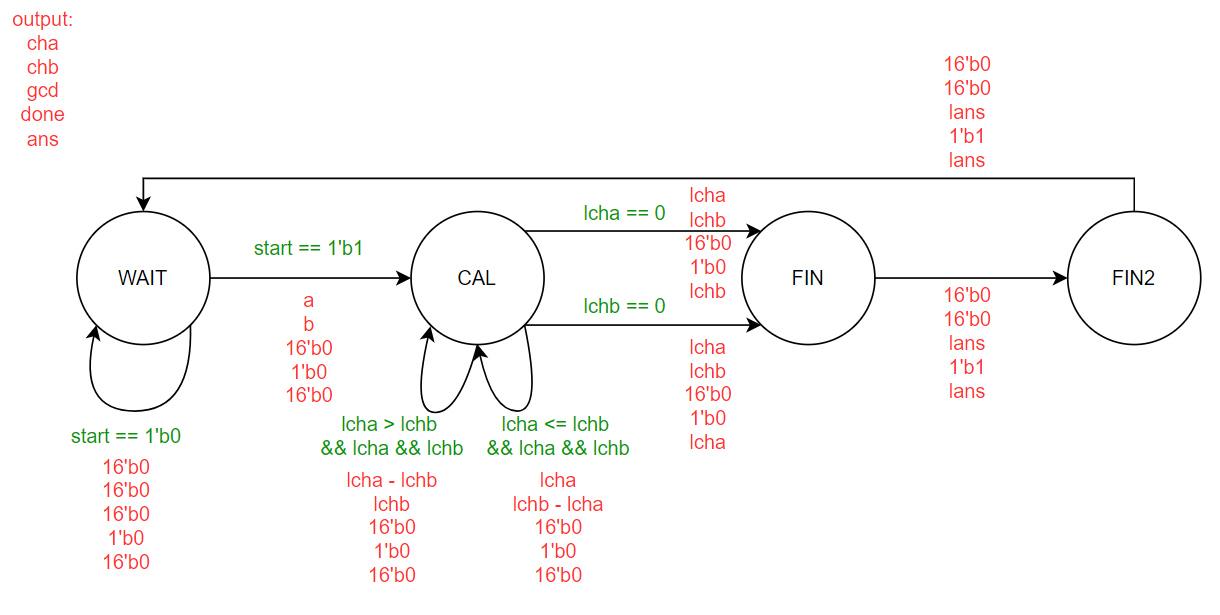 output:
cha
chb
gcd
done
ans
16'b0
16'b0
lans
1'b1
lans
WAIT
start == 1'b1
a
b
16'b0
1'b0
16'b0
start == 1'b0
16'b0
16'b0
16'b0
1'b0
16'b0
CAL
lcha == 0
lcha
lchb
16'b0
1'b0
lchb
lchb == 0
lcha
lchb
16'b0
1'b0
lcha
lcha > lchb
&& lcha && lchb
lcha - lchb
lchb
16'b0
1'b0
16'b0
lcha <= lchb
&& lcha && lchb
lcha
lchb - lcha
16'b0
1'b0
16'b0
FIN
16'b0
16'b0
lans
1'b1
lans
FIN2